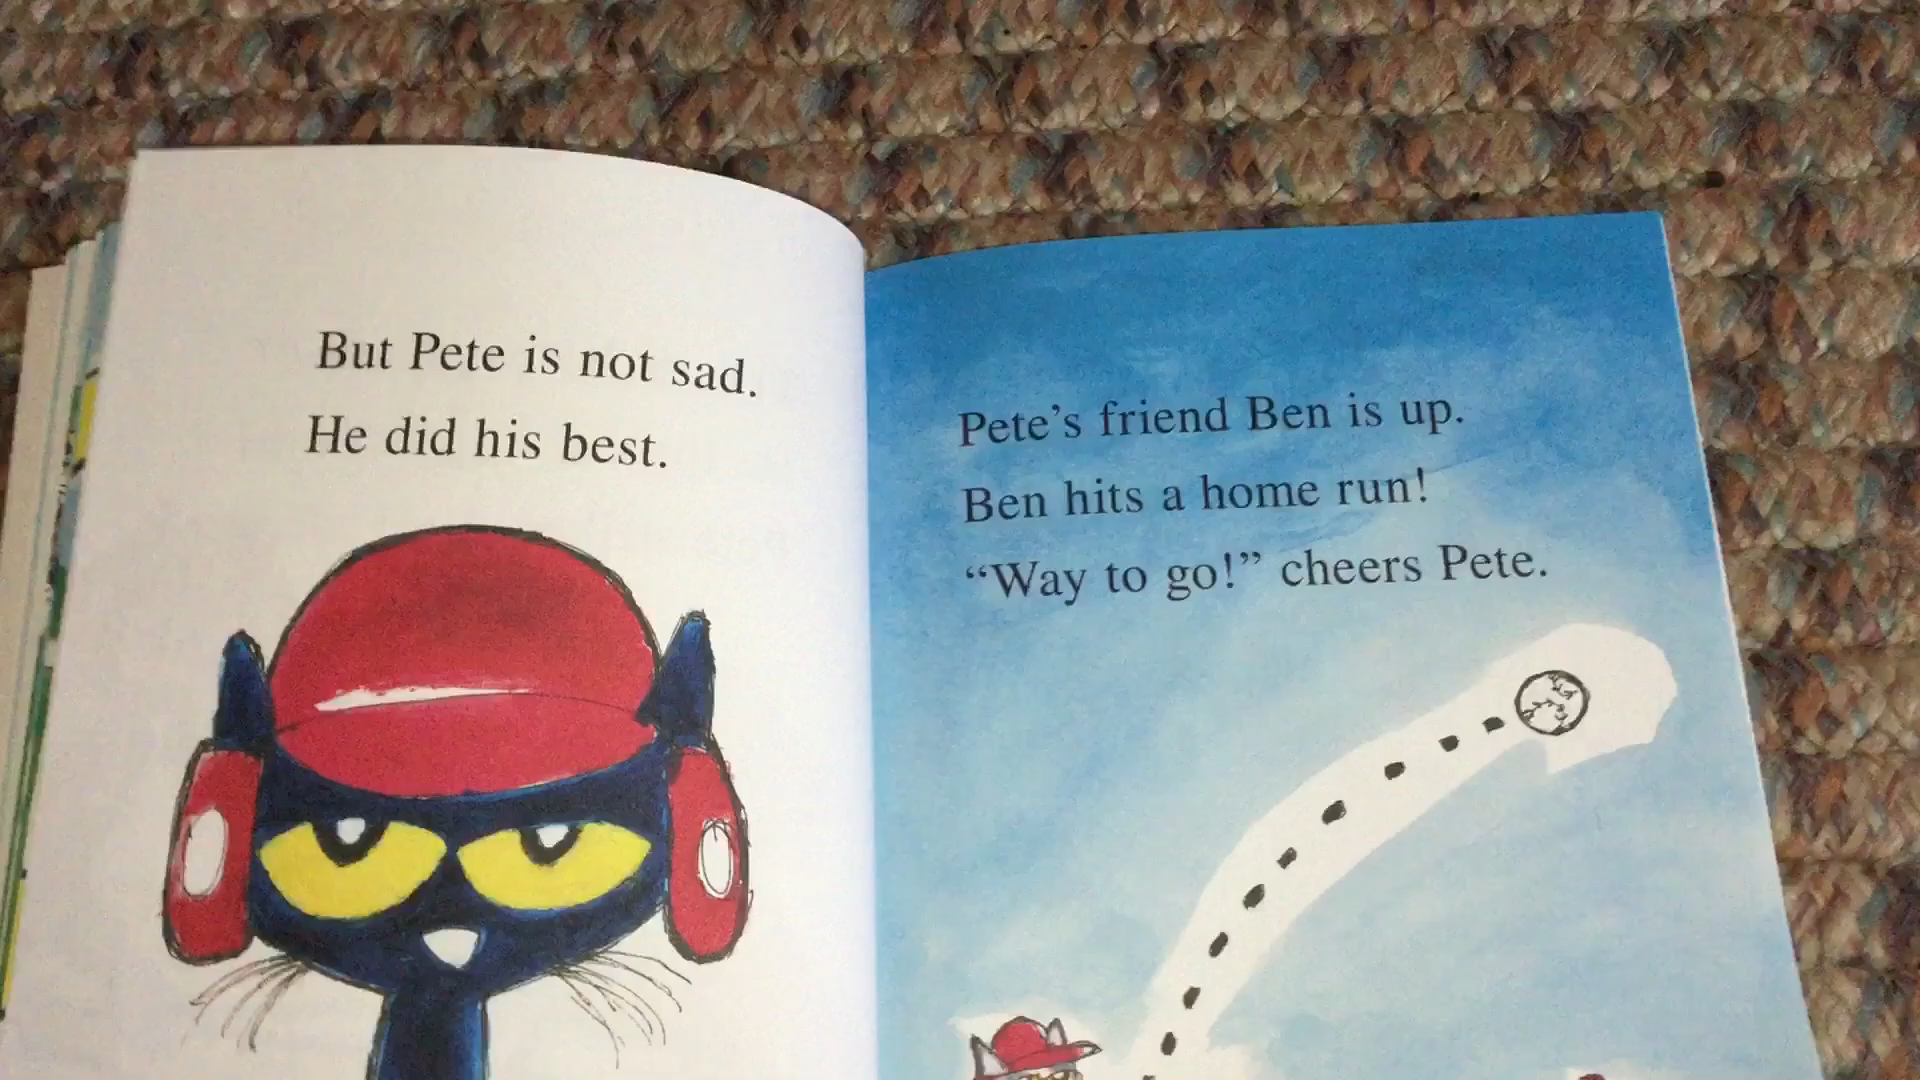 But Pete is not sad.
He did his best.
Pete’s friend Ben is up.
Ben hits a home run!
“Way to go!” cheers Pete.